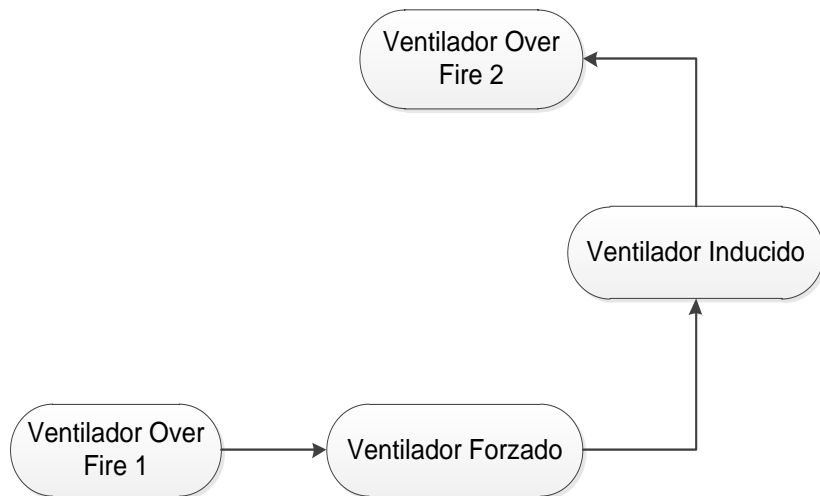 Ventilador Over
Fire 2
Ventilador Inducido
Ventilador Over
Fire 1
Ventilador Forzado